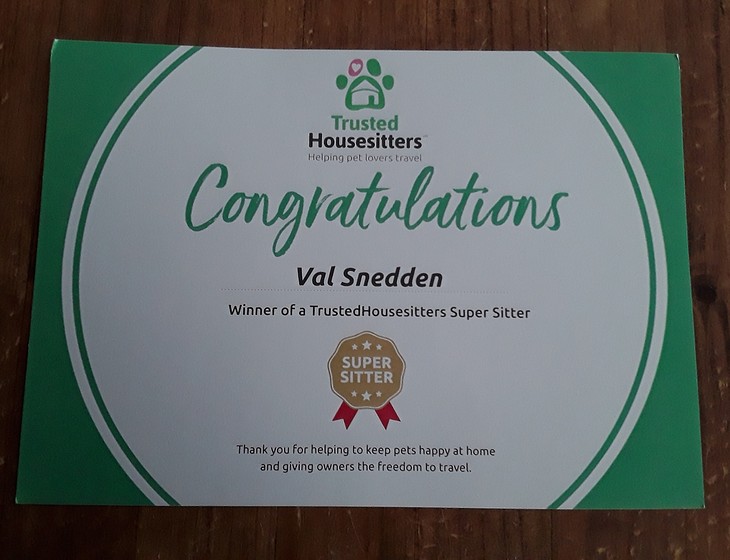 Trusted
Housesitters
Helping pet lovers travel
Congratulations
Val Snedden
Winner of a TrustedHousesitters Super Sitter
SUPER
SITTER
Thank you for helping to keep pets happy at home
and giving owners the freedom to travel.